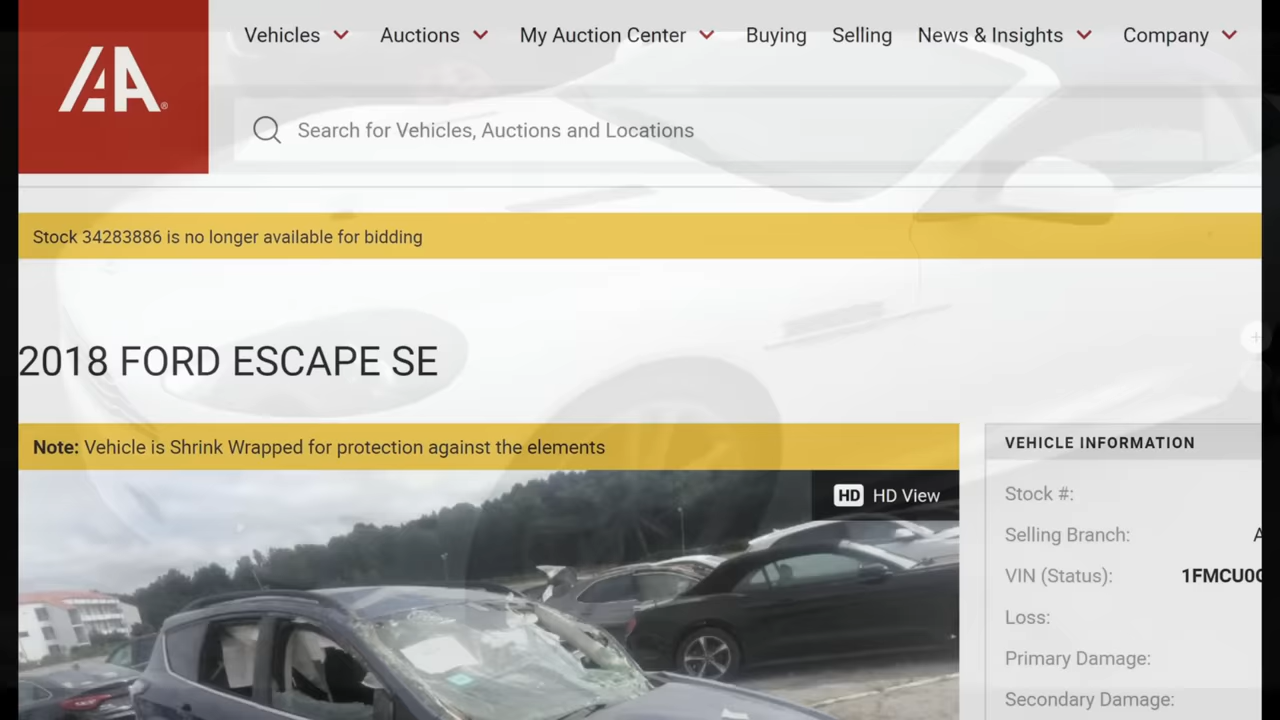 IAA®
Vehicles Auctions My Auction Center Buying Selling News & Insights Company
Search for Vehicles, Auctions and Locations
Stock 34283886 is no longer available for bidding
2018 FORD ESCAPE SE
Note: Vehicle is Shrink Wrapped for protection against the elements
HD HD View
VEHICLE INFORMATION
Stock #:
Selling Branch: A
VIN (Status): 1FMCU0
Loss:
Primary Damage:
Secondary Damage: